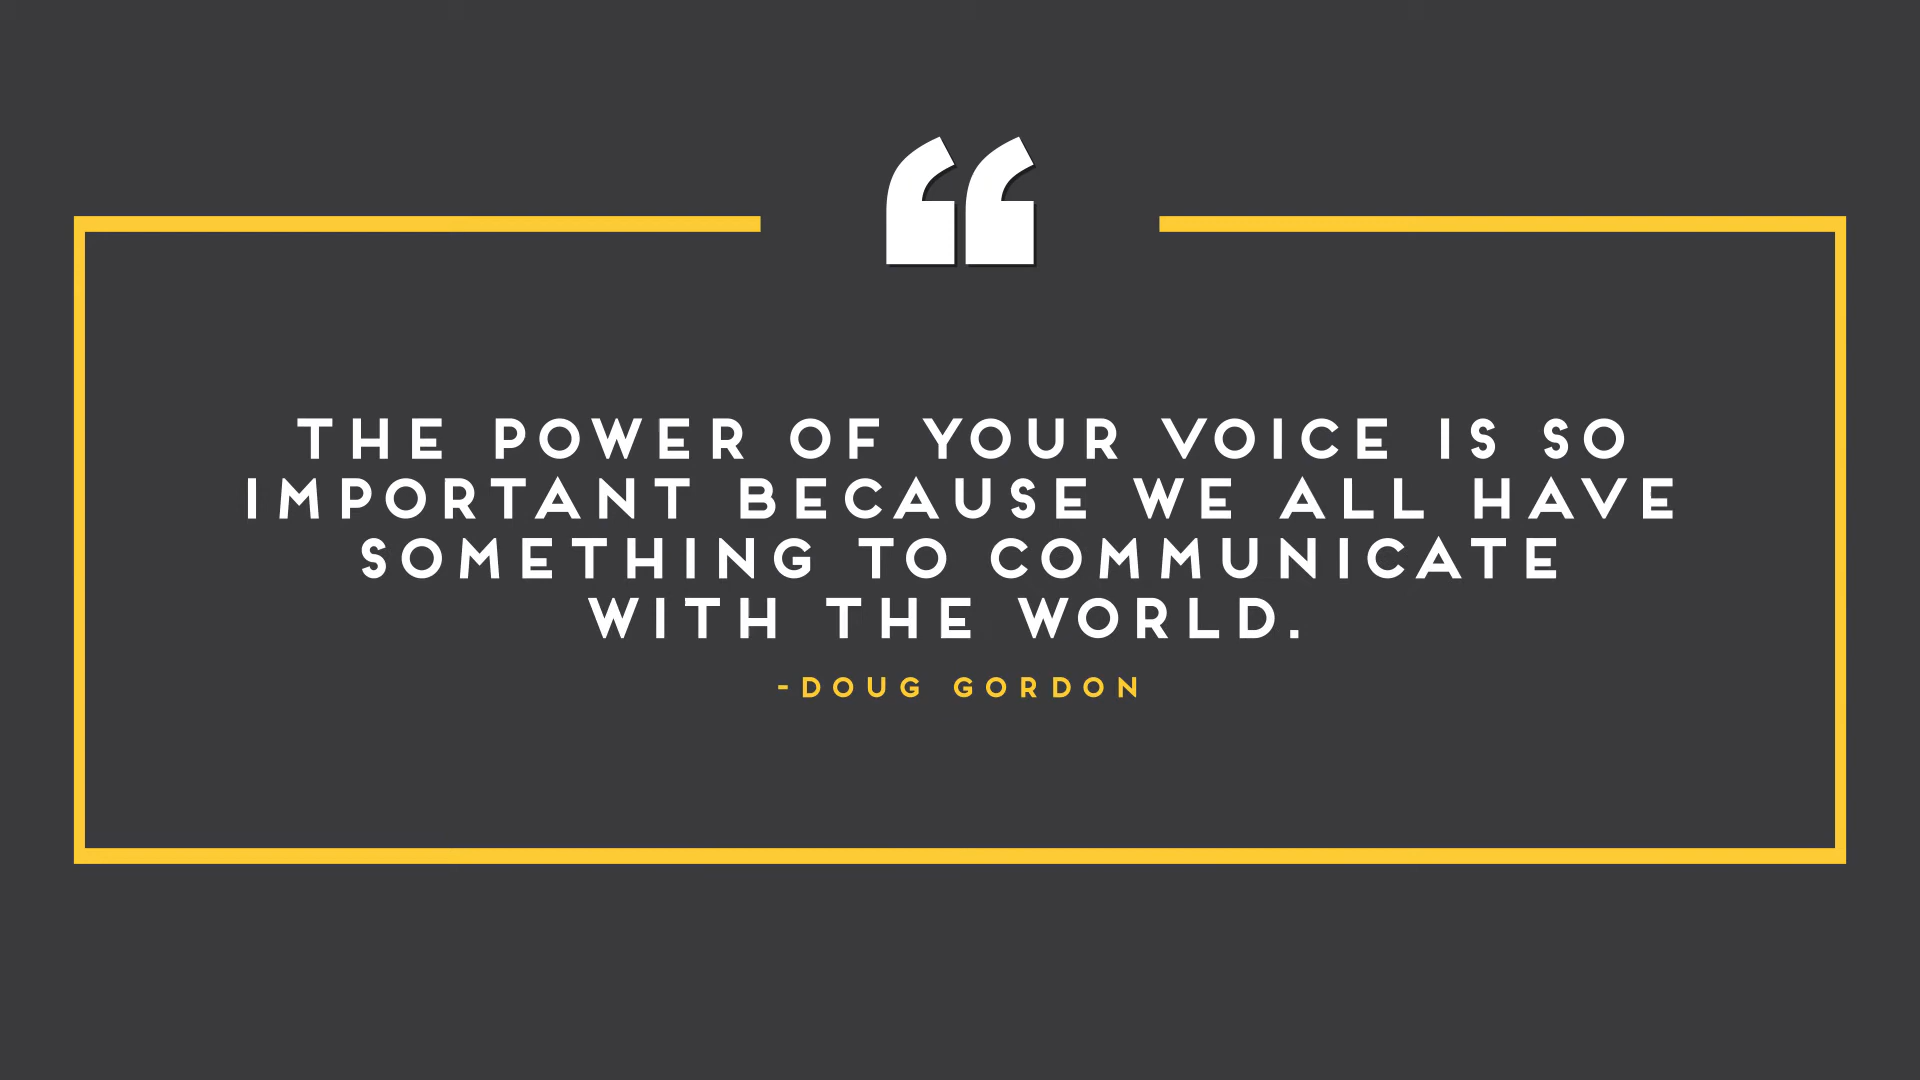 “
THE POWER OF YOUR VOICE IS SO
IMPORTANT BECAUSE WE ALL HAVE
SOMETHING TO COMMUNICATE
WITH THE WORLD.
-DOUG GORDON